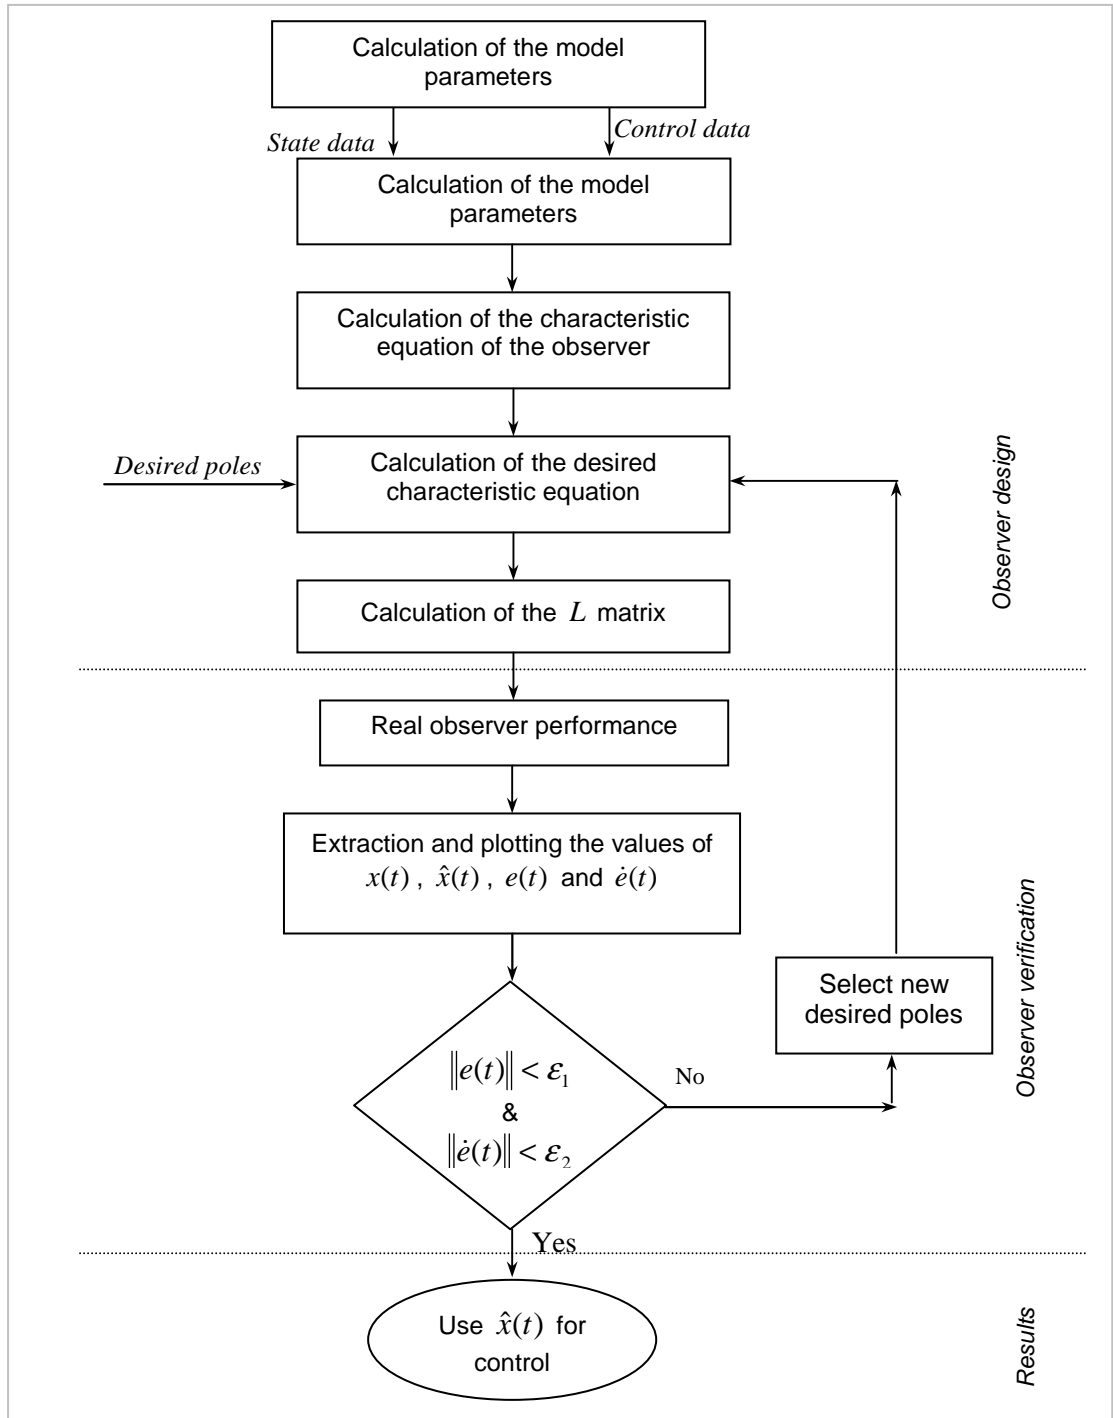 Calculation of the model
parameters
State data
Control data
Calculation of the model
parameters
Calculation of the characteristic
equation of the observer
Desired poles
Calculation of the desired
characteristic equation
Calculation of the L matrix
Observer design
Real observer performance
Extraction and plotting the values of
x(t) , x̂(t) , e(t) and ė(t)
Select new
desired poles
Observer verification
‖e(t)‖ < ε₁
&
‖ė(t)‖ < ε₂
No
Yes
Use x̂(t) for
control
Results